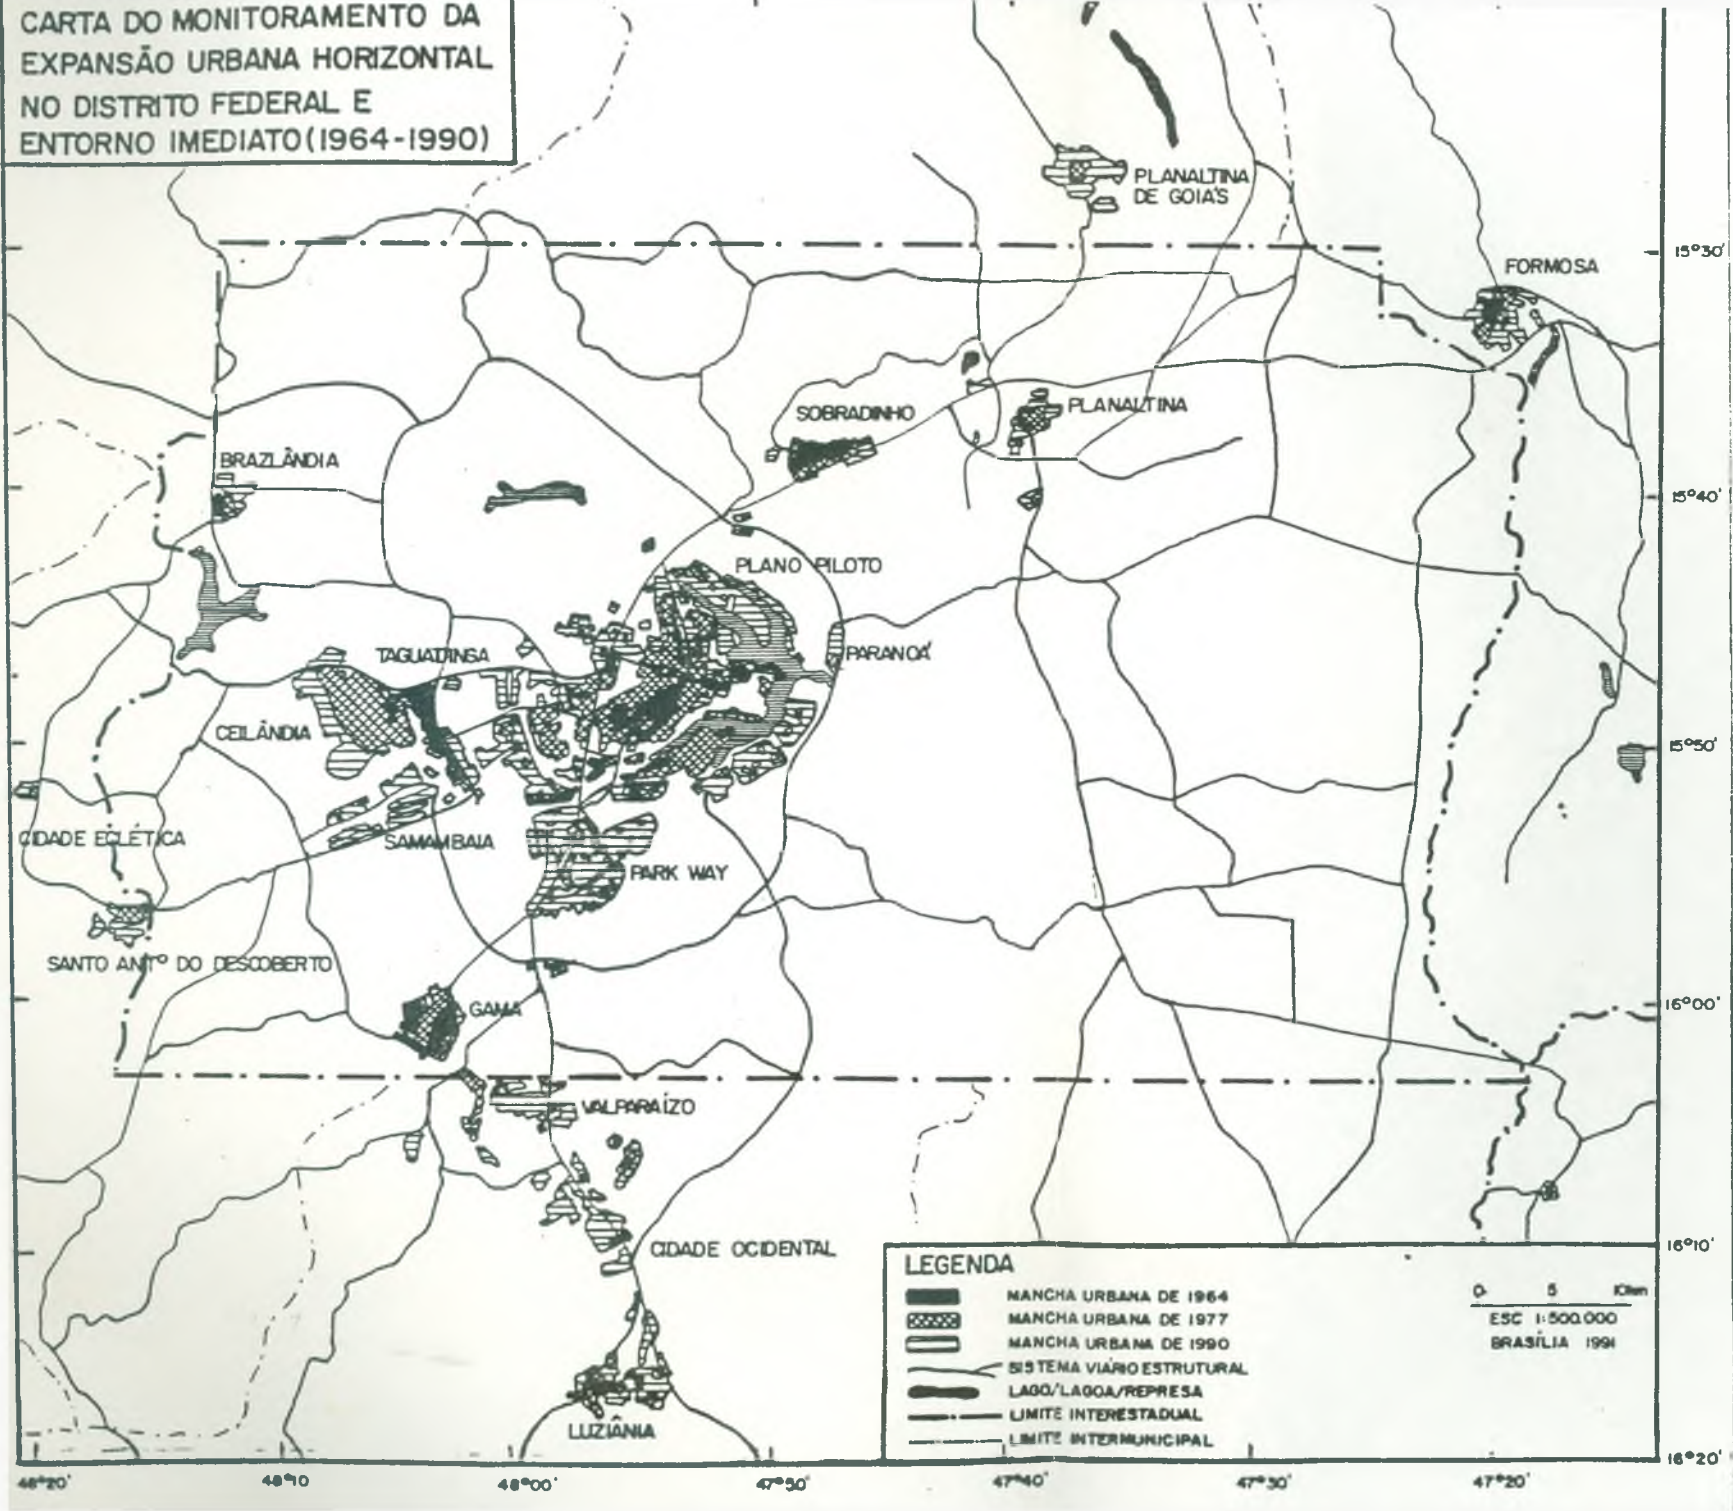 CARTA DO MONITORAMENTO DA
EXPANSÃO URBANA HORIZONTAL
NO DISTRITO FEDERAL E
ENTORNO IMEDIATO (1964-1990)
PLANALTINA
DE GOIÁS
15°30'
FORMOSA
SOBRADINHO
PLANALTINA
BRAZLÂNDIA
15°40'
PLANO PILOTO
TAGUATINGA
PARANOÁ
CEILÂNDIA
15°50'
CIDADE ECLÉTICA
SAMAMBAIA
PARK WAY
SANTO ANTº DO DESCOBERTO
16°00'
GAMA
VALPARAÍZO
CIDADE OCIDENTAL
16°10'
LUZIÂNIA
LEGENDA
MANCHA URBANA DE 1964
MANCHA URBANA DE 1977
MANCHA URBANA DE 1990
SISTEMA VIÁRIO ESTRUTURAL
LAGO/LAGOA/REPRESA
LIMITE INTERESTADUAL
LIMITE INTERMUNICIPAL
0 5 10km
ESC 1:500.000
BRASÍLIA 1991
16°20'
48°20' 48°10 48°00' 47°50' 47°40' 47°30' 47°20'